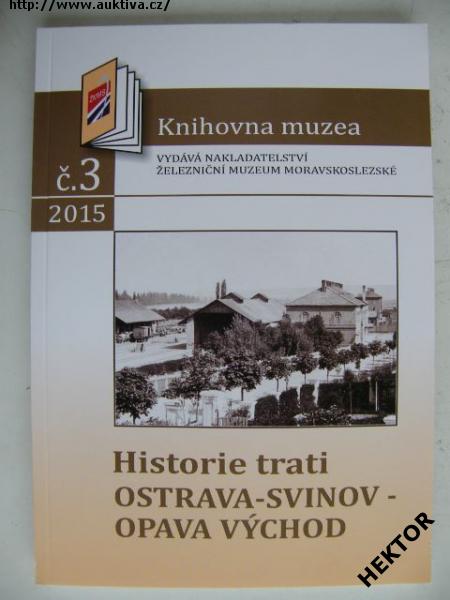 http://www.auktiva.cz/
ŽMMS
Knihovna muzea
VYDÁVÁ NAKLADATELSTVÍ
ŽELEZNIČNÍ MUZEUM MORAVSKOSLEZSKÉ
č.3
2015
Historie trati
OSTRAVA-SVINOV -
OPAVA VÝCHOD
HEKTOR